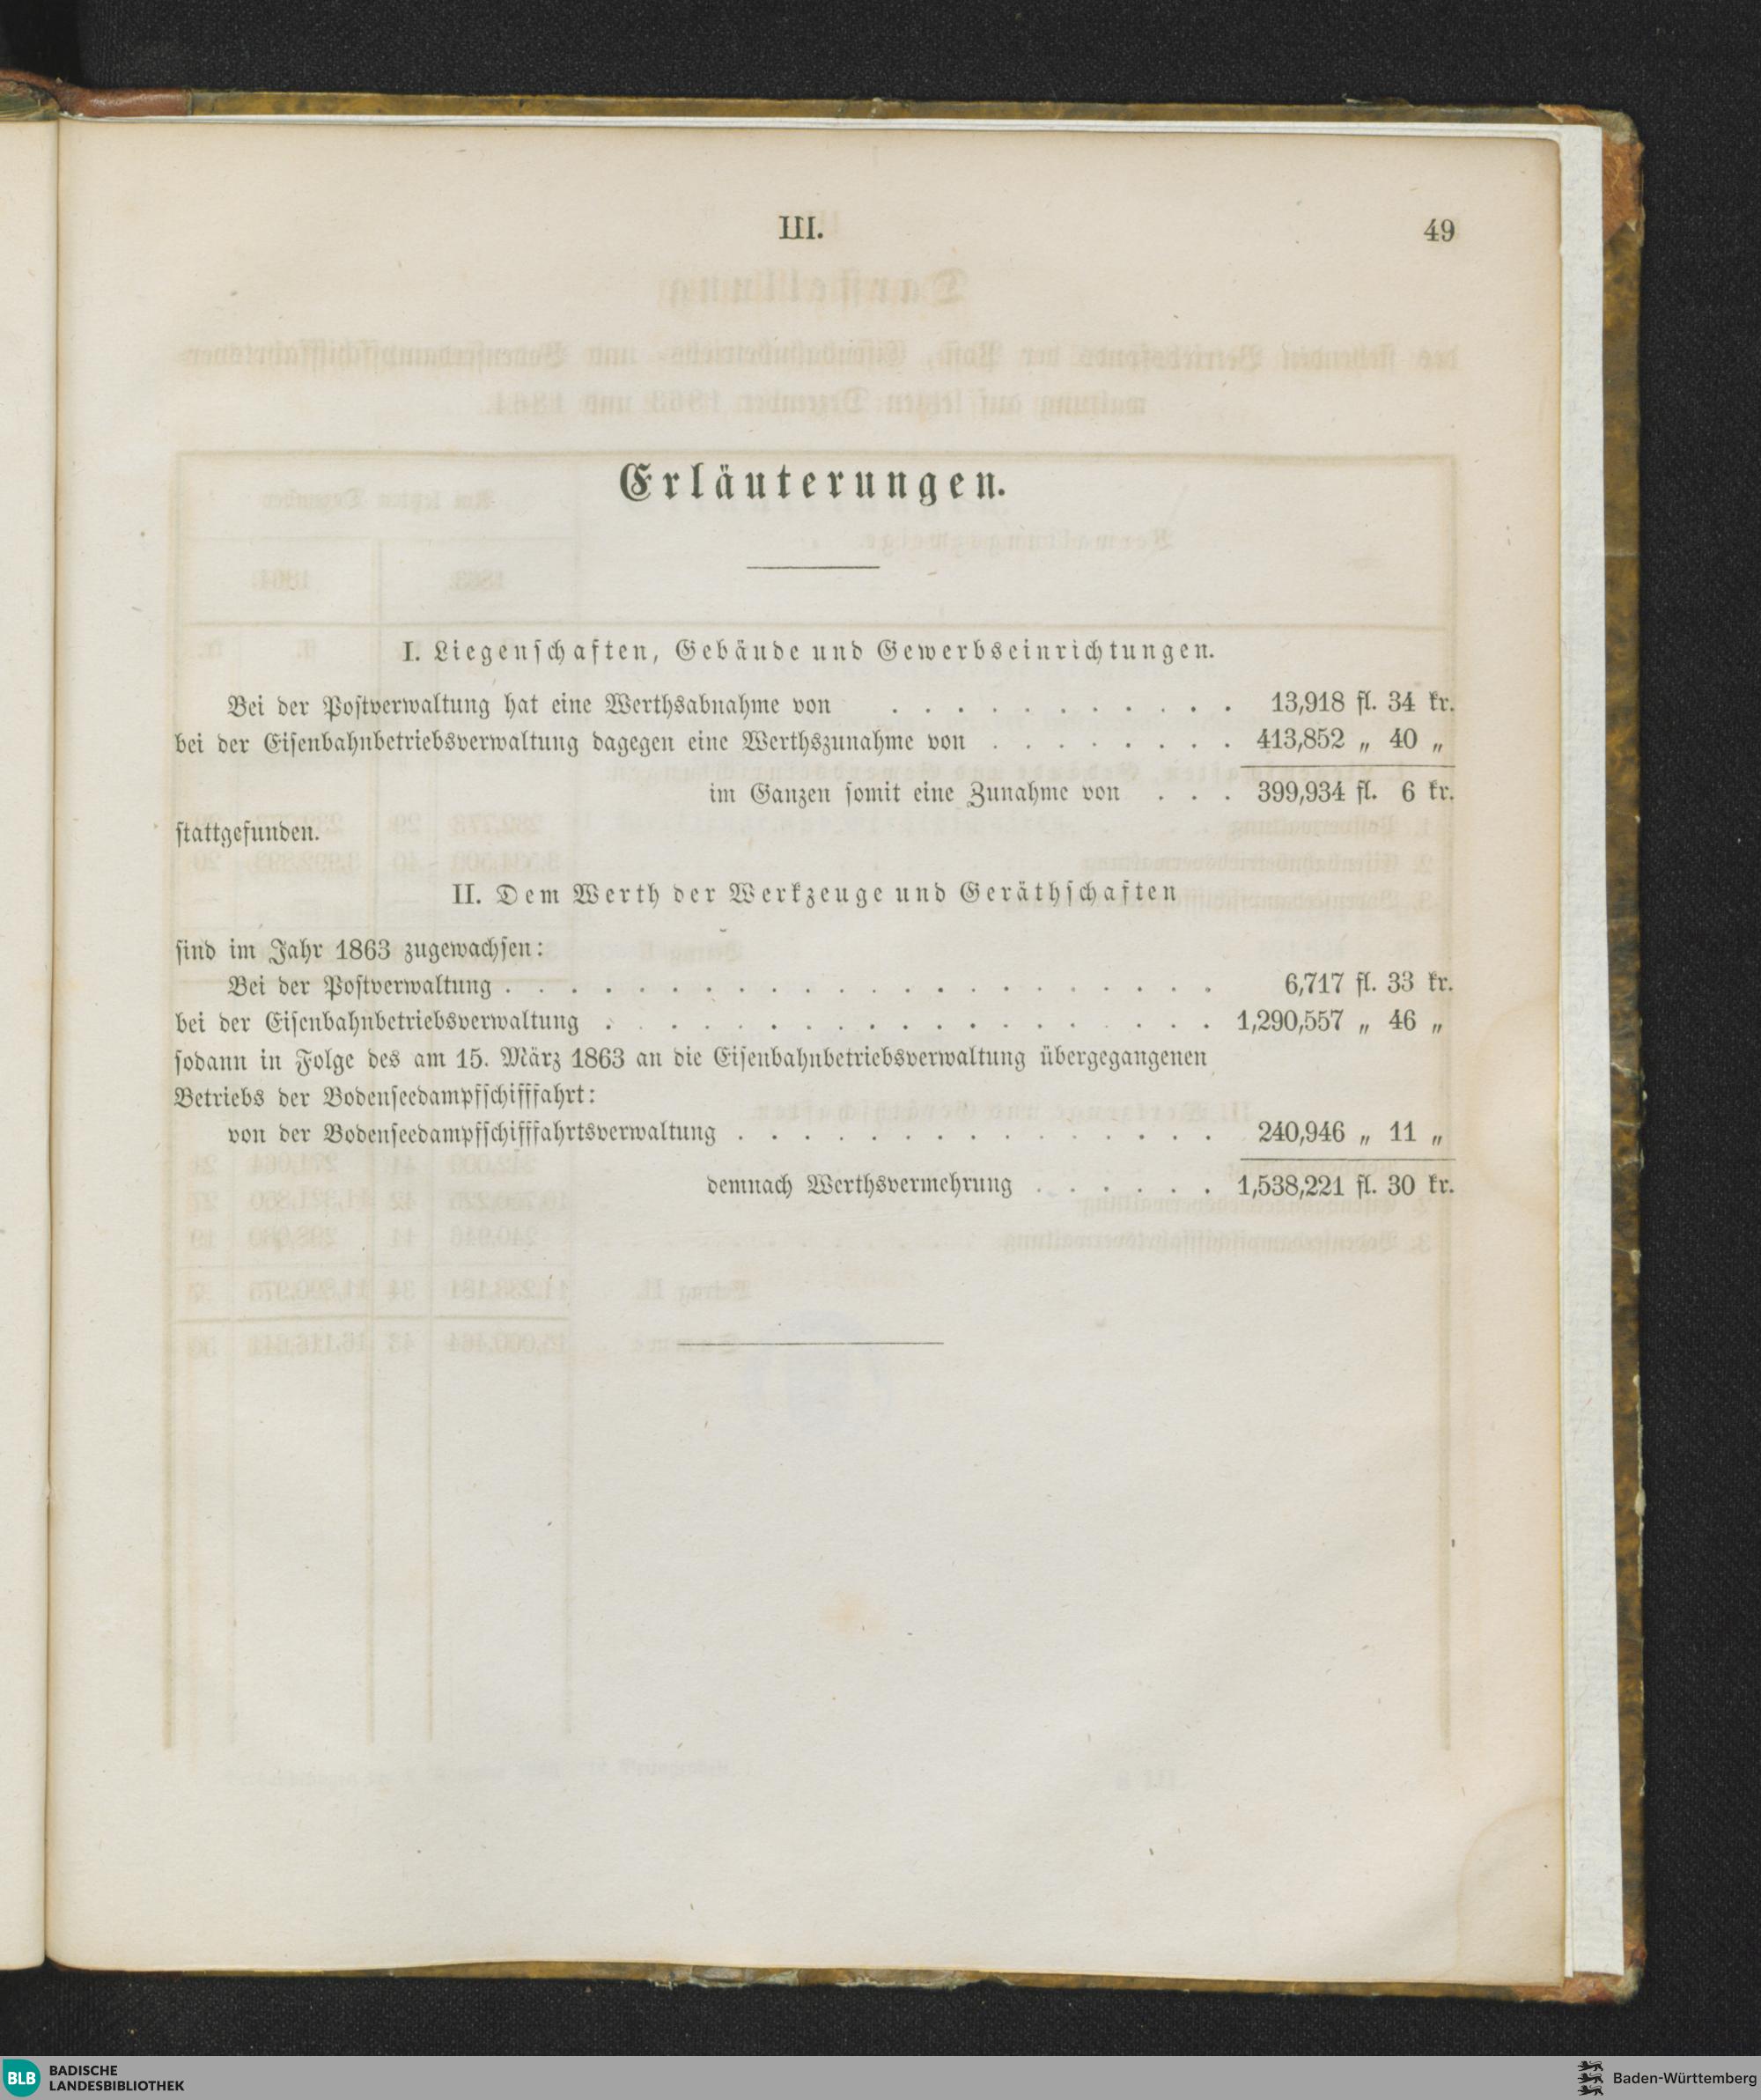 III.
49
Erläuterungen.
I. Liegenschaften, Gebäude und Gewerbseinrichtungen.
Bei der Postverwaltung hat eine Werthsabnahme von . . . . . . . . . . . 13,918 fl. 34 kr.
bei der Eisenbahnbetriebsverwaltung dagegen eine Werthszunahme von . . . . . . . . 413,852 „ 40 „
im Ganzen somit eine Zunahme von . . . 399,934 fl. 6 kr.
stattgefunden.
II. Dem Werth der Werkzeuge und Geräthschaften
sind im Jahr 1863 zugewachsen:
Bei der Postverwaltung . . . . . . . . . . . . . . . . . . . . . . 6,717 fl. 33 kr.
bei der Eisenbahnbetriebsverwaltung . . . . . . . . . . . . . . . . . . . 1,290,557 „ 46 „
sodann in Folge des am 15. März 1863 an die Eisenbahnbetriebsverwaltung übergegangenen
Betriebs der Bodenseedampfschifffahrt:
von der Bodenseedampfschifffahrtsverwaltung . . . . . . . . . . . . . . . 240,946 „ 11 „
demnach Werthsvermehrung . . . . . . 1,538,221 fl. 30 kr.
BLB BADISCHE
LANDESBIBLIOTHEK
Baden-Württemberg